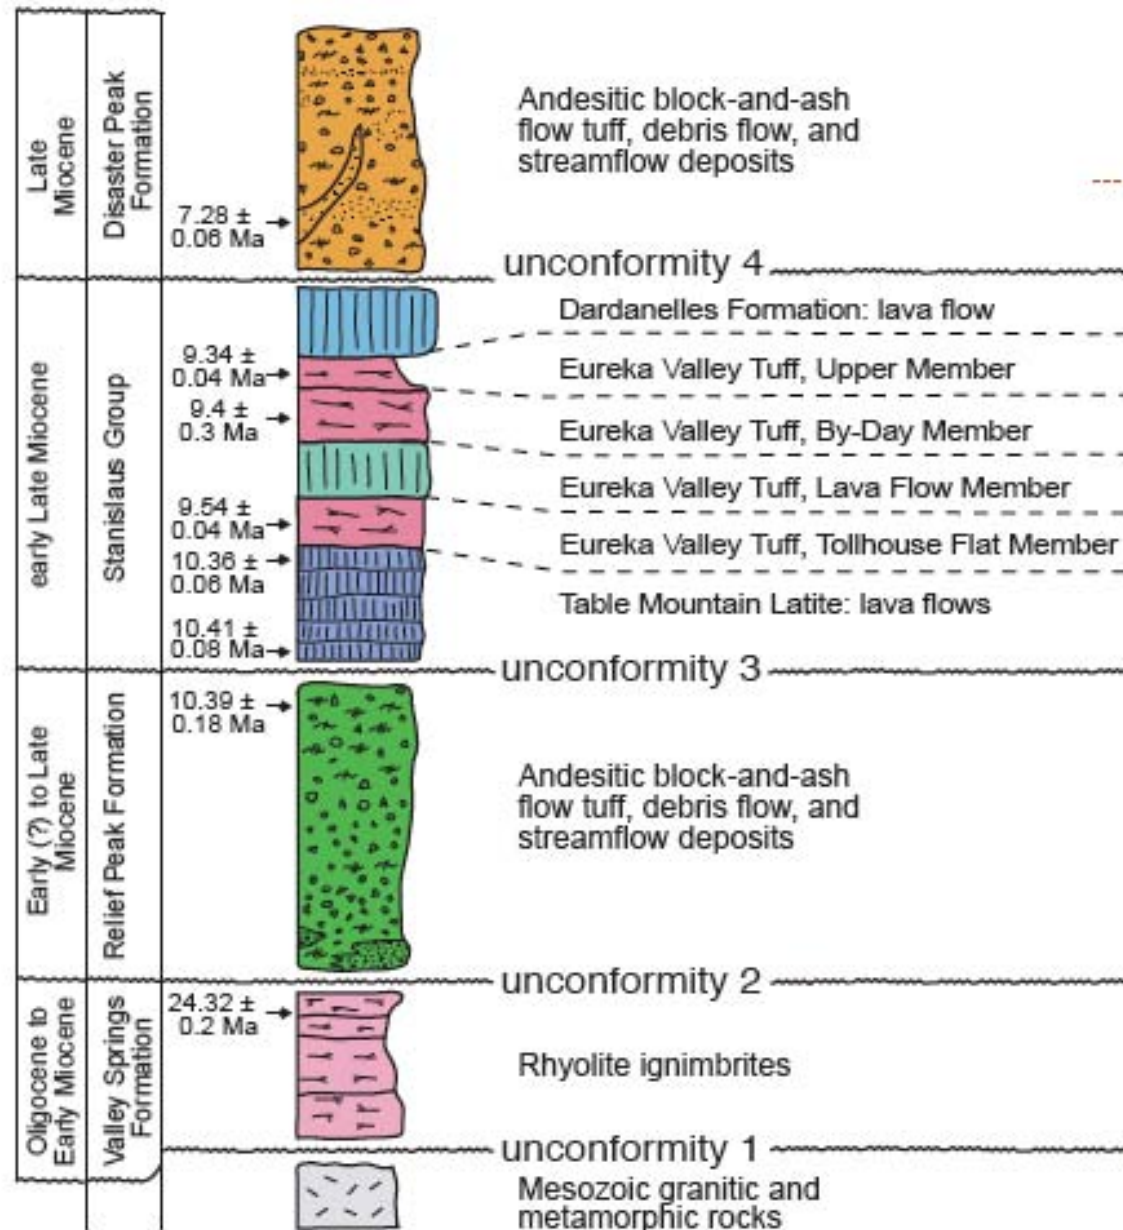 Late
Miocene
Disaster Peak
Formation
7.28 ±
0.06 Ma
Andesitic block-and-ash
flow tuff, debris flow, and
streamflow deposits
unconformity 4
early Late Miocene
Stanislaus Group
Dardanelles Formation: lava flow
9.34 ±
0.04 Ma
Eureka Valley Tuff, Upper Member
9.4 ±
0.3 Ma
Eureka Valley Tuff, By-Day Member
Eureka Valley Tuff, Lava Flow Member
9.54 ±
0.04 Ma
Eureka Valley Tuff, Tollhouse Flat Member
10.36 ±
0.06 Ma
Table Mountain Latite: lava flows
10.41 ±
0.08 Ma
unconformity 3
Early (?) to Late
Miocene
Relief Peak Formation
10.39 ±
0.18 Ma
Andesitic block-and-ash
flow tuff, debris flow, and
streamflow deposits
unconformity 2
Oligocene to
Early Miocene
Valley Springs
Formation
24.32 ±
0.2 Ma
Rhyolite ignimbrites
unconformity 1
Mesozoic granitic and
metamorphic rocks